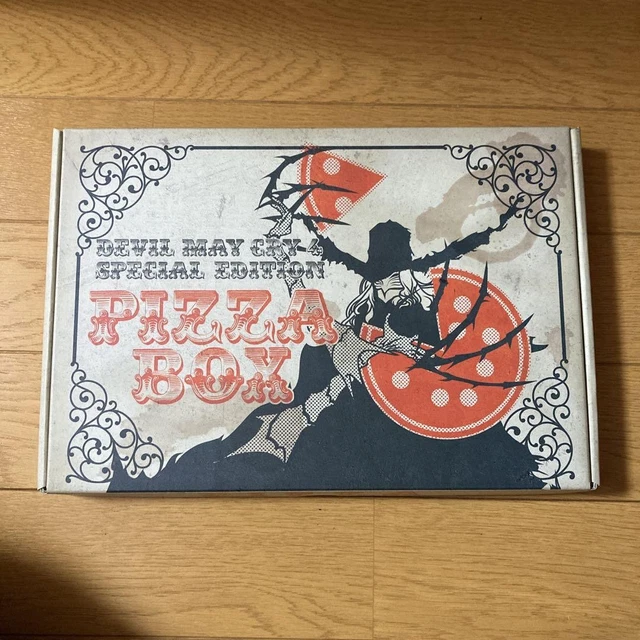 DEVIL MAY CRY 4
SPECIAL EDITION
PIZZA
BOX